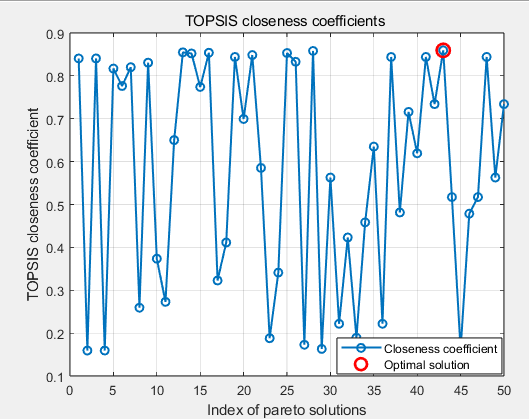 TOPSIS closeness coefficients
0.9
0.8
0.7
0.6
0.5
0.4
0.3
0.2
0.1
TOPSIS closeness coefficient
0 5 10 15 20 25 30 35 40 45 50
Index of pareto solutions
Closeness coefficient
Optimal solution